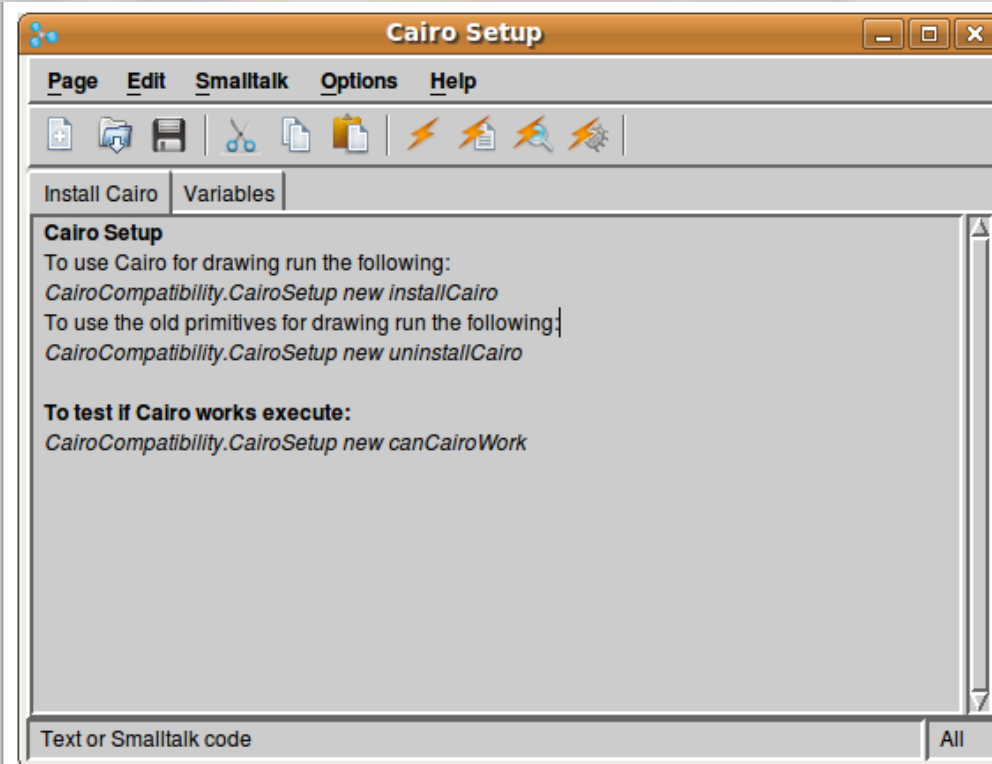 Cairo Setup
Page Edit Smalltalk Options Help
Install Cairo Variables
Cairo Setup
To use Cairo for drawing run the following:
CairoCompatibility.CairoSetup new installCairo
To use the old primitives for drawing run the following:
CairoCompatibility.CairoSetup new uninstallCairo
To test if Cairo works execute:
CairoCompatibility.CairoSetup new canCairoWork
Text or Smalltalk code All